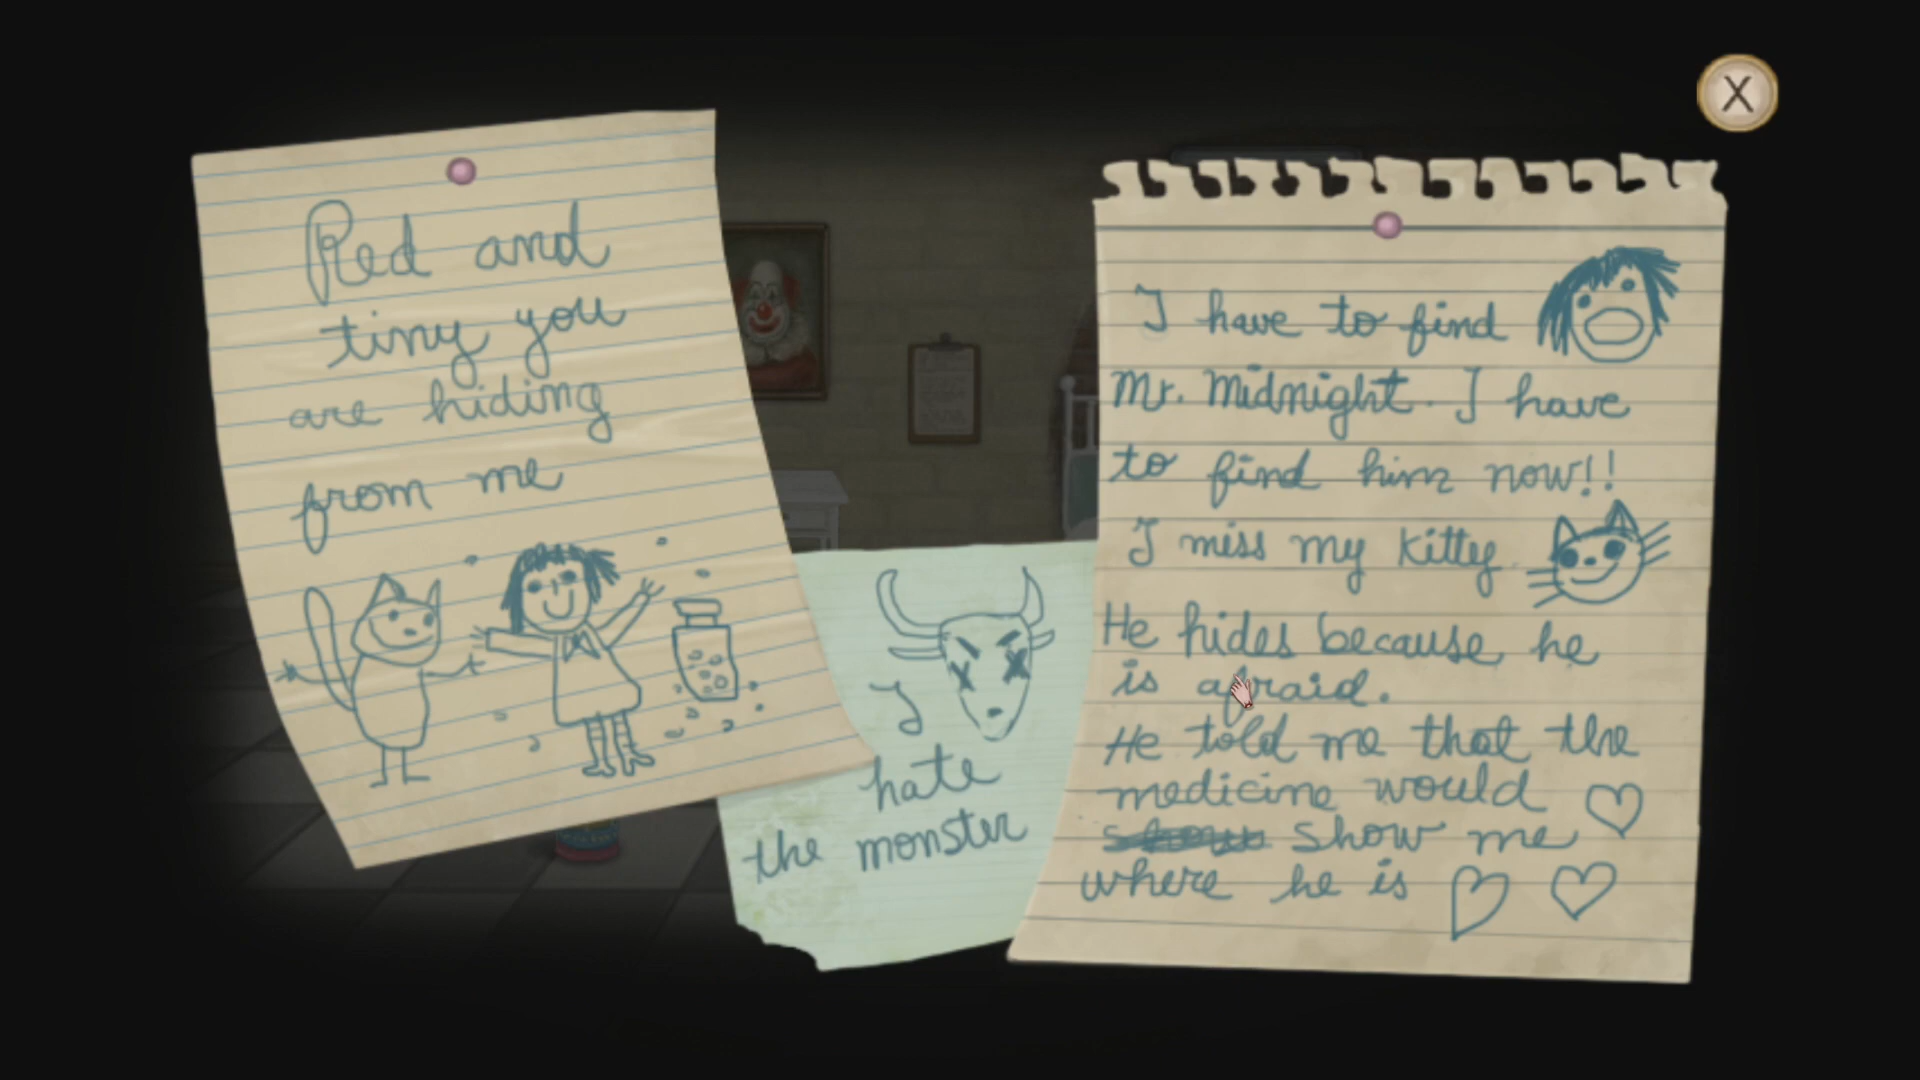 Red and
tiny you
are hiding
from me
I
hate
the monster
I have to find
Mr. Midnight. I have
to find him now!!
I miss my Kitty
He hides because he
is afraid.
He told me that the
medicine would
show me
where he is
X